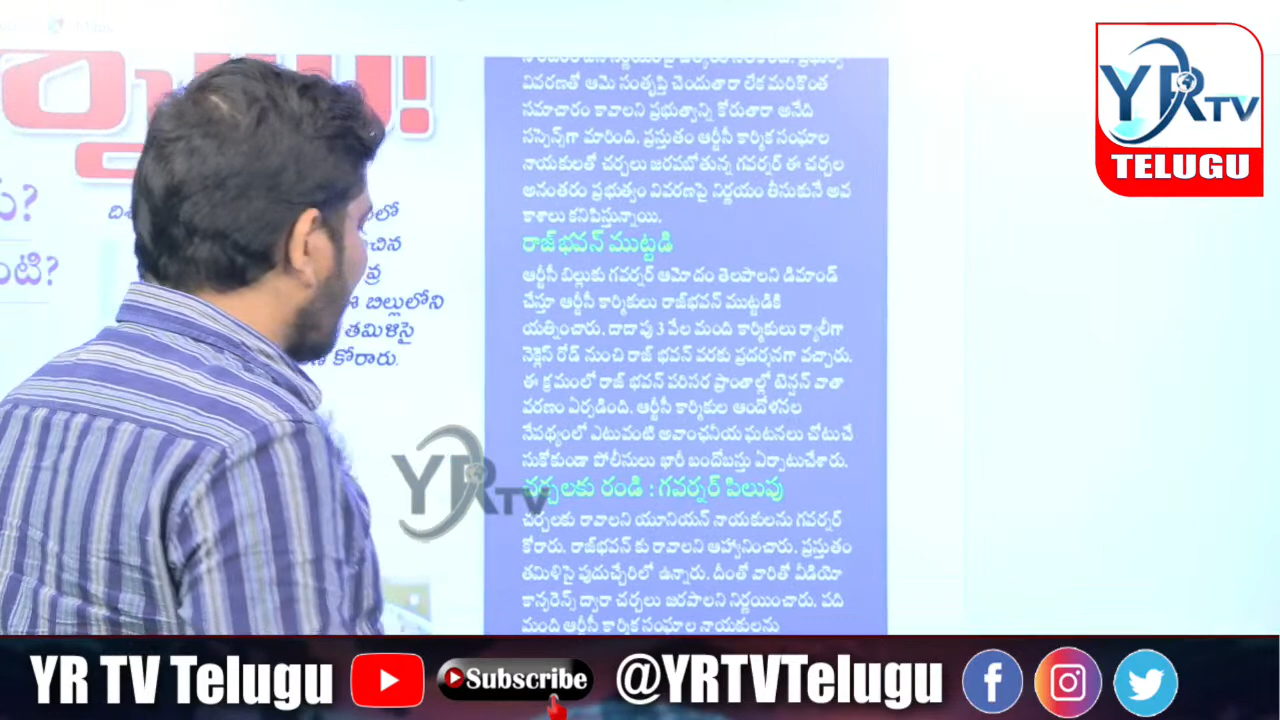 YRTV
TELUGU
వివరణతో ఆమె సంతృప్తి చెందుతారా లేక మరికొంత
సమాచారం కావాలని ప్రభుత్వాన్ని కోరుతారా అనేది
సస్పెన్స్‌గా మారింది. ప్రస్తుతం ఆర్టీసీ కార్మిక సంఘాల
నాయకులతో చర్చలు జరపబోతున్న గవర్నర్ ఈ చర్చల
అనంతరం ప్రభుత్వం వివరణపై నిర్ణయం తీసుకునే అవ
కాశాలు కనిపిస్తున్నాయి.
రాజ్‌భవన్ ముట్టడి
ఆర్టీసీ బిల్లుకు గవర్నర్ ఆమోదం తెలపాలని డిమాండ్
చేస్తూ ఆర్టీసీ కార్మికులు రాజ్‌భవన్ ముట్టడికి
యత్నించారు. దాదాపు 3 వేల మంది కార్మికులు ర్యాలీగా
నెక్లెస్ రోడ్ నుంచి రాజ్ భవన్ వరకు ప్రదర్శనగా వచ్చారు.
ఈ క్రమంలో రాజ్ భవన్ పరిసర ప్రాంతాల్లో టెన్షన్ వాతా
వరణం ఏర్పడింది. ఆర్టీసీ కార్మికుల ఆందోళనల
నేపథ్యంలో ఎటువంటి అవాంఛనీయ ఘటనలు చోటుచే
సుకోకుండా పోలీసులు భారీ బందోబస్తు ఏర్పాటుచేశారు.
చర్చలకు రండి : గవర్నర్ పిలుపు
చర్చలకు రావాలని యూనియన్ నాయకులను గవర్నర్
కోరారు. రాజ్‌భవన్ కు రావాలని ఆహ్వానించారు. ప్రస్తుతం
తమిళిసై పుదుచ్చేరిలో ఉన్నారు. దీంతో వారితో వీడియో
కాన్ఫరెన్స్ ద్వారా చర్చలు జరపాలని నిర్ణయించారు. పది
మంది ఆర్టీసీ కార్మిక సంఘాల నాయకులను
ఈ బిల్లులోని
తమిళిసై
కోరారు.
YRTV
YR TV Telugu
Subscribe
@YRTVTelugu